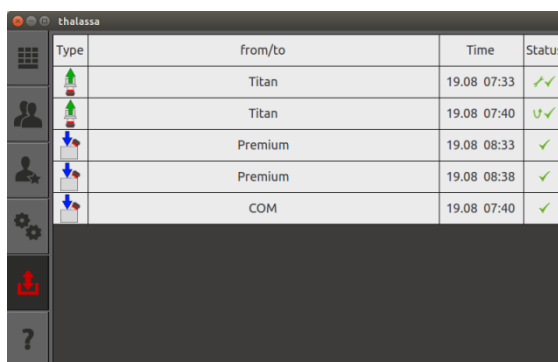 thalassa
Type from/to Time Status
Titan 19.08 07:33
Titan 19.08 07:40
Premium 19.08 08:33
Premium 19.08 08:38
COM 19.08 07:40
?